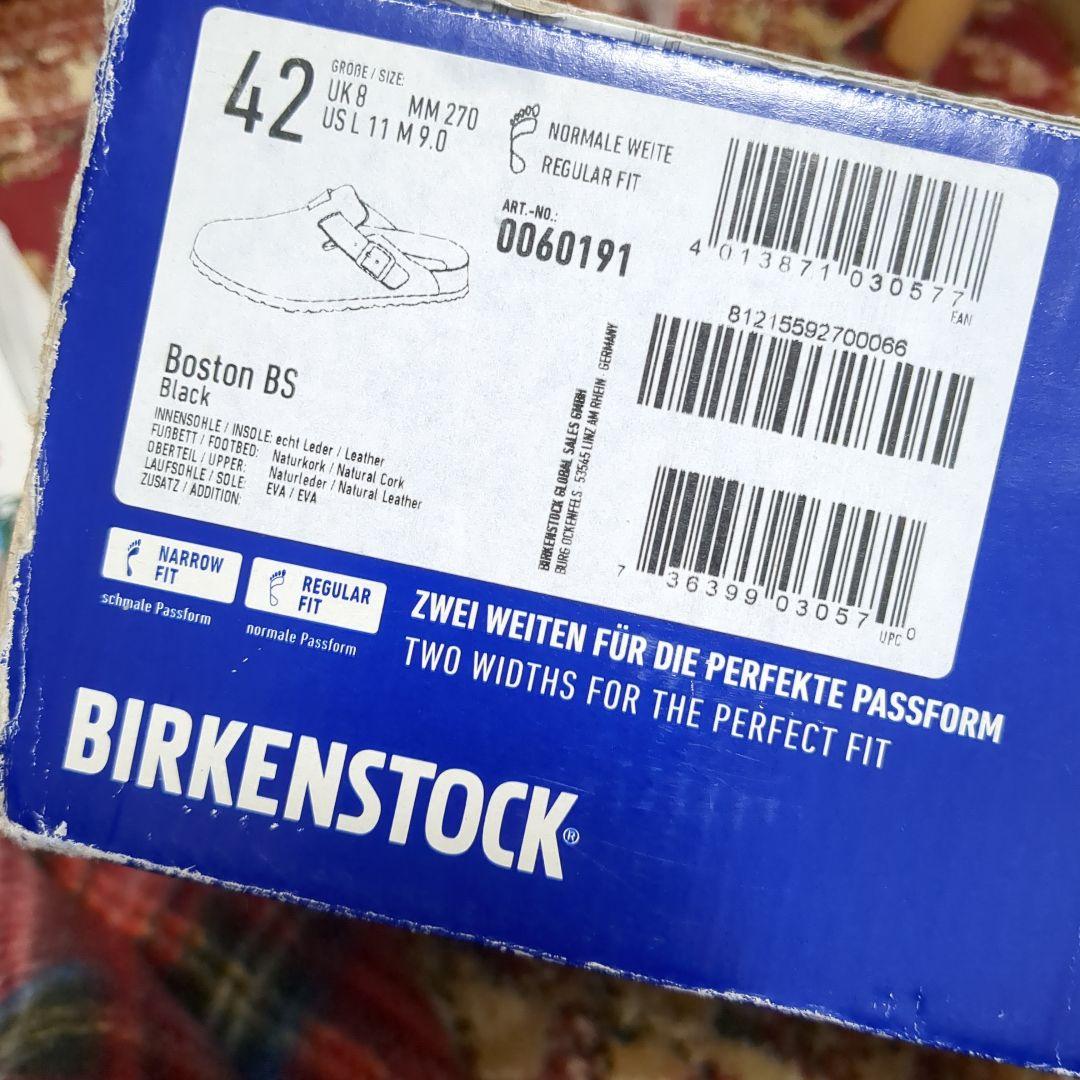 42
GRÖßE / SIZE:
UK 8 MM 270
US L 11 M 9.0
NORMALE WEITE
REGULAR FIT
ART.-NO.:
0060191
4 013871 030577
EAN
81215592700066
7 36399 03057 0
UPC
BIRKENSTOCK GLOBAL SALES GMBH
BURG OCKENFELS · 53545 LINZ AM RHEIN · GERMANY
Boston BS
Black
INNENSOHLE / INSOLE: echt Leder / Leather
FUßBETT / FOOTBED: Naturkork / Natural Cork
OBERTEIL / UPPER: Naturleder / Natural Leather
LAUFSOHLE / SOLE: EVA / EVA
ZUSATZ / ADDITION:
NARROW
FIT
schmale Passform
REGULAR
FIT
normale Passform
ZWEI WEITEN FÜR DIE PERFEKTE PASSFORM
TWO WIDTHS FOR THE PERFECT FIT
BIRKENSTOCK®